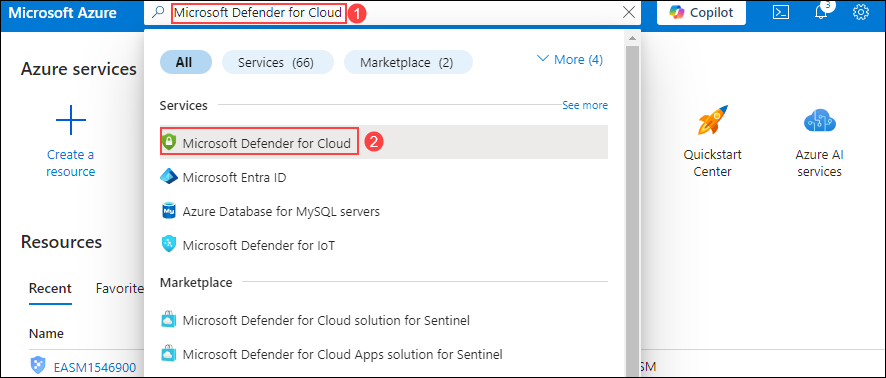 Microsoft Azure
Microsoft Defender for Cloud
1
Copilot
3
All
Services (66)
Marketplace (2)
More (4)
Azure services
Services
See more
Create a
resource
Microsoft Defender for Cloud
2
Microsoft Entra ID
Azure Database for MySQL servers
Microsoft Defender for IoT
Quickstart
Center
Azure AI
services
Resources
Marketplace
Recent
Favorite
Microsoft Defender for Cloud solution for Sentinel
Name
Microsoft Defender for Cloud Apps solution for Sentinel
EASM1546900
SM